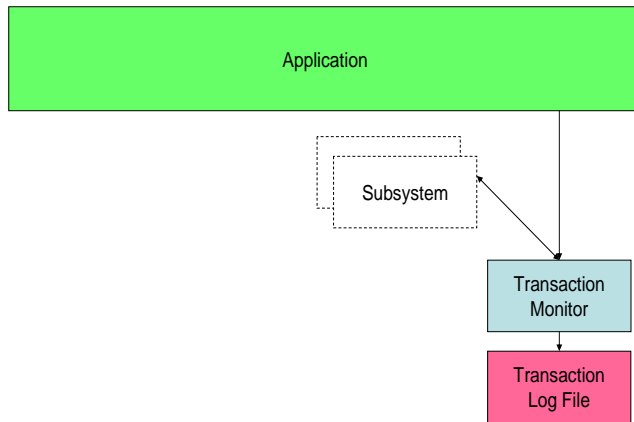 Application
Subsystem
Transaction
Monitor
Transaction
Log File